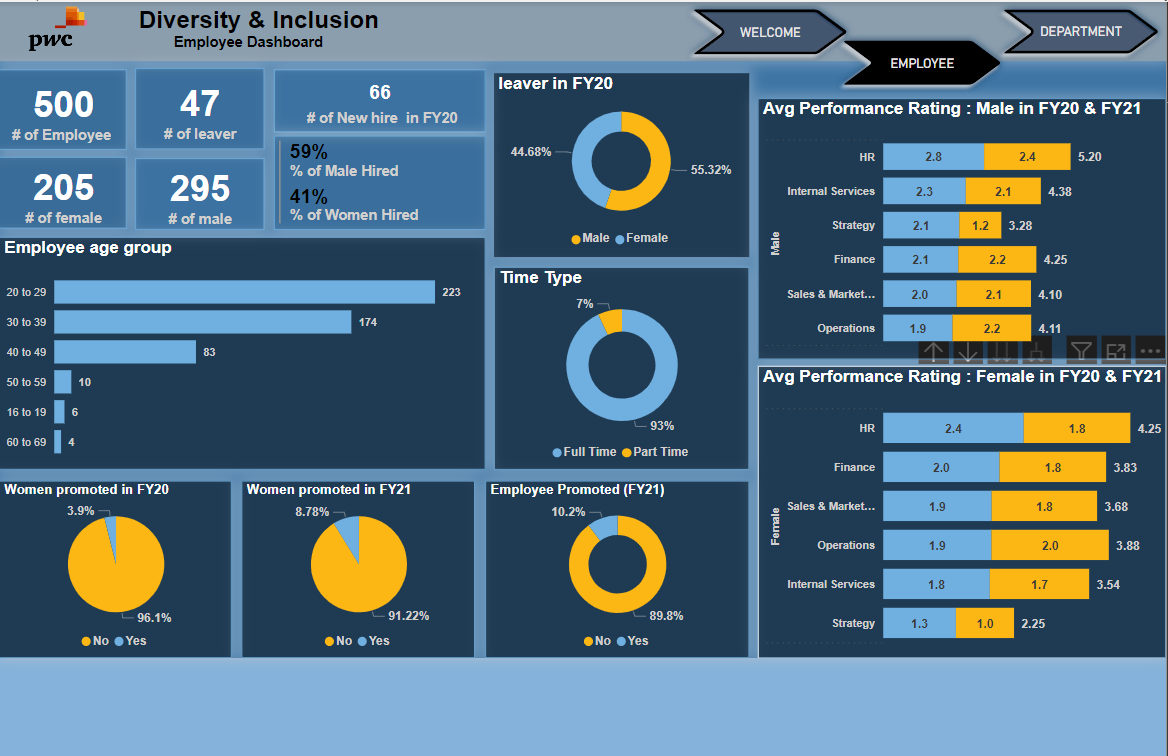 pwc
Diversity & Inclusion
Employee Dashboard
WELCOME
EMPLOYEE
DEPARTMENT
500
# of Employee
47
# of leaver
66
# of New hire in FY20
205
# of female
295
# of male
59%
% of Male Hired
41%
% of Women Hired
leaver in FY20
44.68%
55.32%
Male Female
Employee age group
20 to 29 223
30 to 39 174
40 to 49 83
50 to 59 10
16 to 19 6
60 to 69 4
Time Type
7%
93%
Full Time Part Time
Women promoted in FY20
3.9%
96.1%
No Yes
Women promoted in FY21
8.78%
91.22%
No Yes
Employee Promoted (FY21)
10.2%
89.8%
No Yes
Avg Performance Rating : Male in FY20 & FY21
Male
HR 2.8 2.4 5.20
Internal Services 2.3 2.1 4.38
Strategy 2.1 1.2 3.28
Finance 2.1 2.2 4.25
Sales & Market... 2.0 2.1 4.10
Operations 1.9 2.2 4.11
Avg Performance Rating : Female in FY20 & FY21
Female
HR 2.4 1.8 4.25
Finance 2.0 1.8 3.83
Sales & Market... 1.9 1.8 3.68
Operations 1.9 2.0 3.88
Internal Services 1.8 1.7 3.54
Strategy 1.3 1.0 2.25